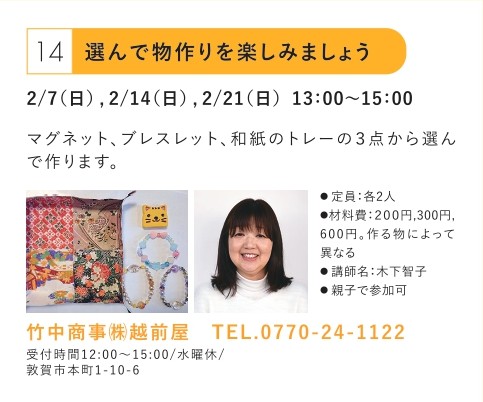 14 選んで物作りを楽しみましょう
2/7(日),2/14(日),2/21(日) 13:00〜15:00
マグネット、ブレスレット、和紙のトレーの3点から選ん
で作ります。
●定員:各2人
●材料費:200円,300円,
600円。作る物によって
異なる
●講師名:木下智子
●親子で参加可
竹中商事㈱越前屋 TEL.0770-24-1122
受付時間12:00〜15:00/水曜休/
敦賀市本町1-10-6